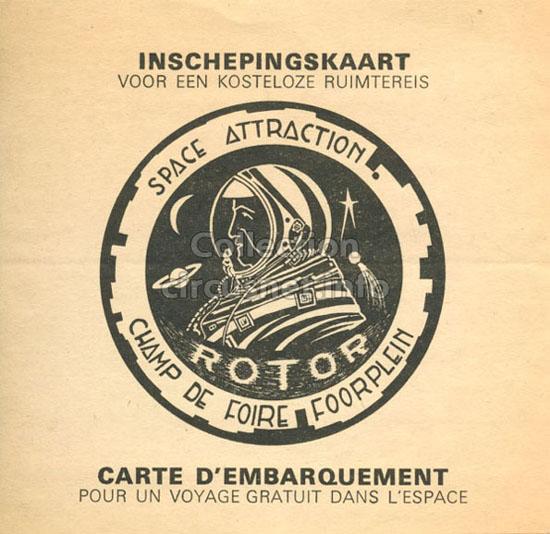 INSCHEPINGSKAART
VOOR EEN KOSTELOZE RUIMTEREIS
SPACE ATTRACTION.
Collection
circusnet.info
ROTOR
CHAMP DE FOIRE FOORPLEIN
CARTE D'EMBARQUEMENT
POUR UN VOYAGE GRATUIT DANS L'ESPACE